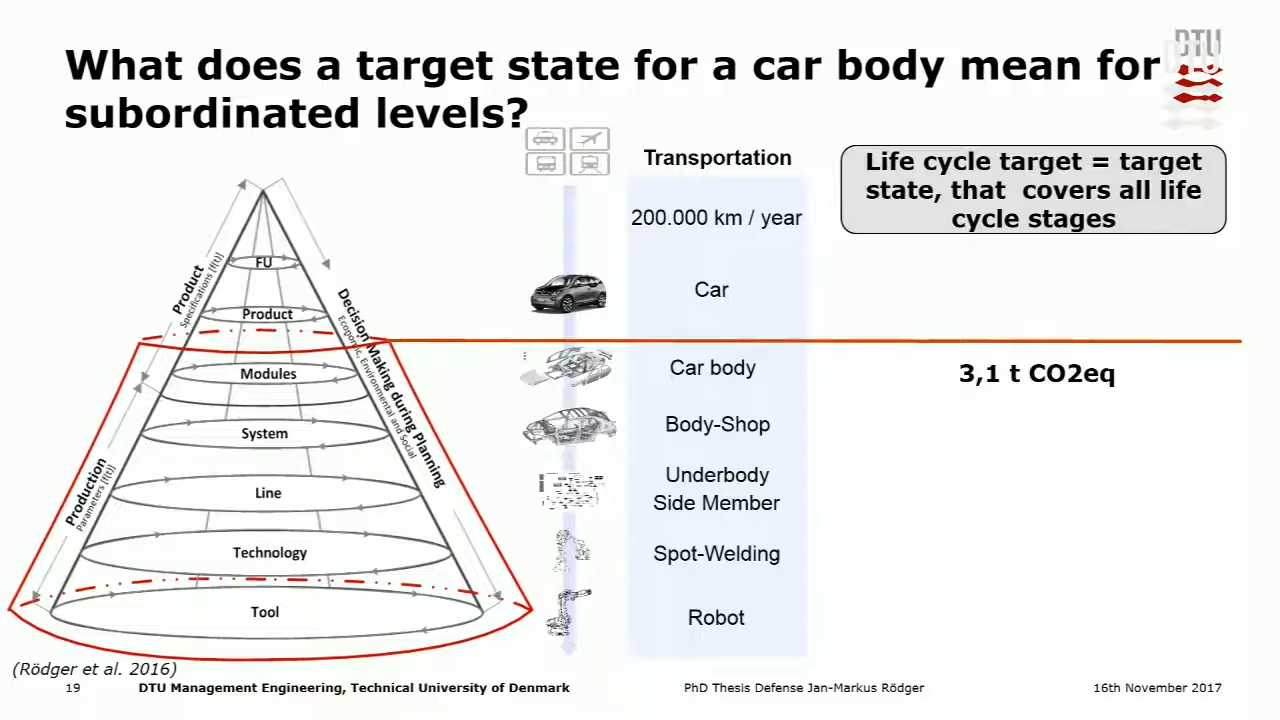 What does a target state for a car body mean for
subordinated levels?
DTU
Transportation
200.000 km / year
Car
Car body
Body-Shop
Underbody
Side Member
Spot-Welding
Robot
Life cycle target = target
state, that covers all life
cycle stages
3,1 t CO2eq
FU
Product
Modules
System
Line
Technology
Tool
Product
Specifications [f(t)]
Production
Parameters [f(t)]
Decision Making during Planning
Economic, Environmental and Social
(Rödger et al. 2016)
19
DTU Management Engineering, Technical University of Denmark
PhD Thesis Defense Jan-Markus Rödger
16th November 2017